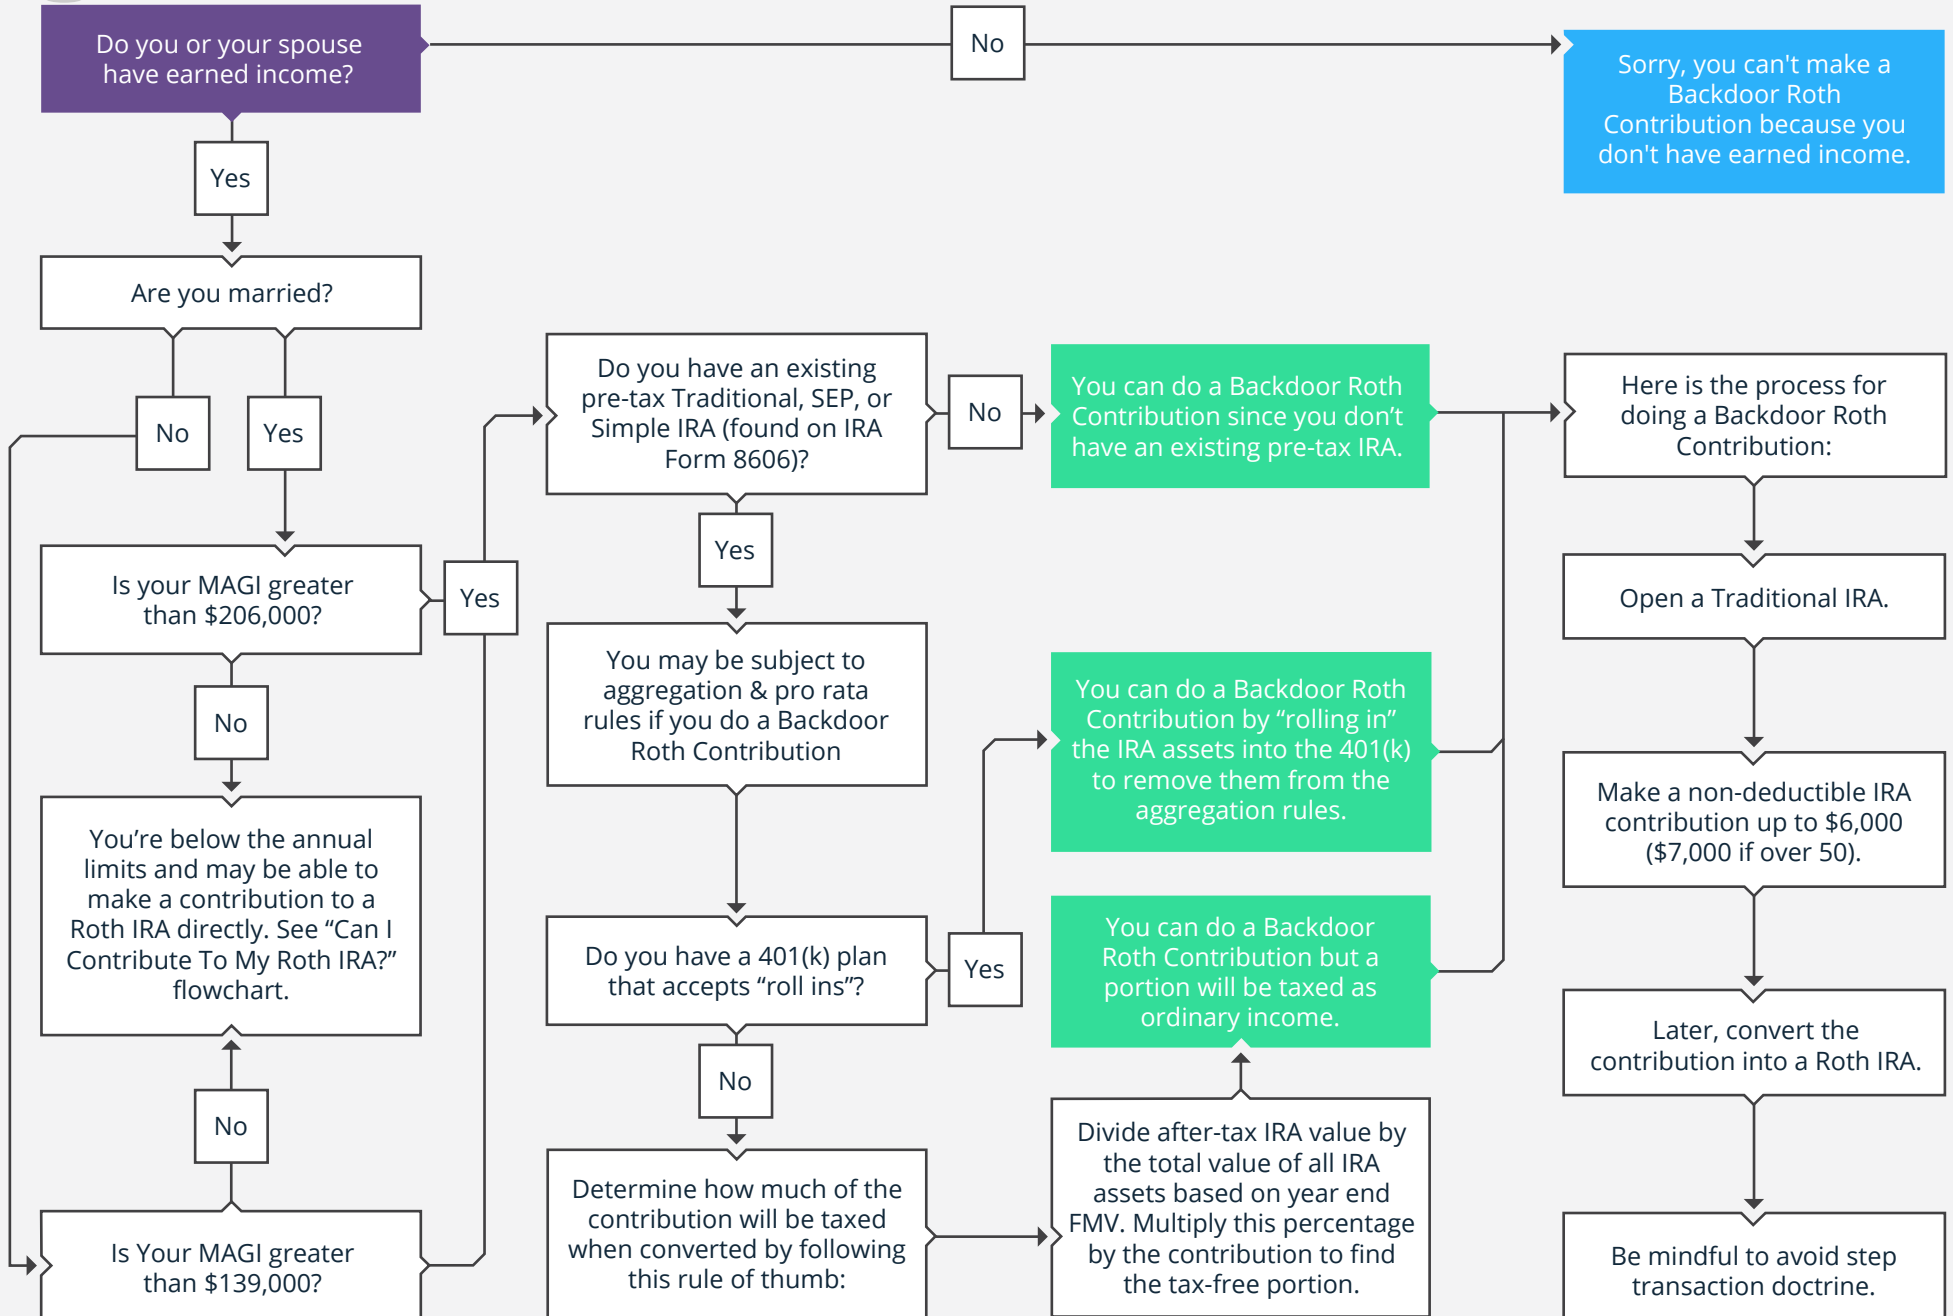 Do you or your spouse
have earned income?
No
Sorry, you can't make a
Backdoor Roth
Contribution because you
don't have earned income.
Yes
Are you married?
No
Yes
Is your MAGI greater
than $206,000?
Yes
No
You’re below the annual
limits and may be able to
make a contribution to a
Roth IRA directly. See “Can I
Contribute To My Roth IRA?”
flowchart.
No
Is Your MAGI greater
than $139,000?
Do you have an existing
pre-tax Traditional, SEP, or
Simple IRA (found on IRA
Form 8606)?
No
Yes
You may be subject to
aggregation & pro rata
rules if you do a Backdoor
Roth Contribution
Do you have a 401(k) plan
that accepts “roll ins”?
Yes
No
Determine how much of the
contribution will be taxed
when converted by following
this rule of thumb:
You can do a Backdoor Roth
Contribution since you don’t
have an existing pre-tax IRA.
You can do a Backdoor Roth
Contribution by “rolling in”
the IRA assets into the 401(k)
to remove them from the
aggregation rules.
You can do a Backdoor
Roth Contribution but a
portion will be taxed as
ordinary income.
Divide after-tax IRA value by
the total value of all IRA
assets based on year end
FMV. Multiply this percentage
by the contribution to find
the tax-free portion.
Here is the process for
doing a Backdoor Roth
Contribution:
Open a Traditional IRA.
Make a non-deductible IRA
contribution up to $6,000
($7,000 if over 50).
Later, convert the
contribution into a Roth IRA.
Be mindful to avoid step
transaction doctrine.